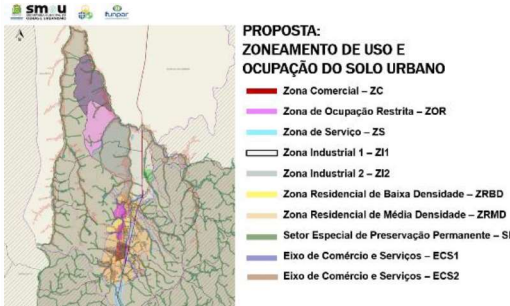 smu
funpar
PROPOSTA:
ZONEAMENTO DE USO E
OCUPAÇÃO DO SOLO URBANO
Zona Comercial – ZC
Zona de Ocupação Restrita – ZOR
Zona de Serviço – ZS
Zona Industrial 1 – ZI1
Zona Industrial 2 – ZI2
Zona Residencial de Baixa Densidade – ZRBD
Zona Residencial de Média Densidade – ZRMD
Setor Especial de Preservação Permanente – S
Eixo de Comércio e Serviços – ECS1
Eixo de Comércio e Serviços – ECS2